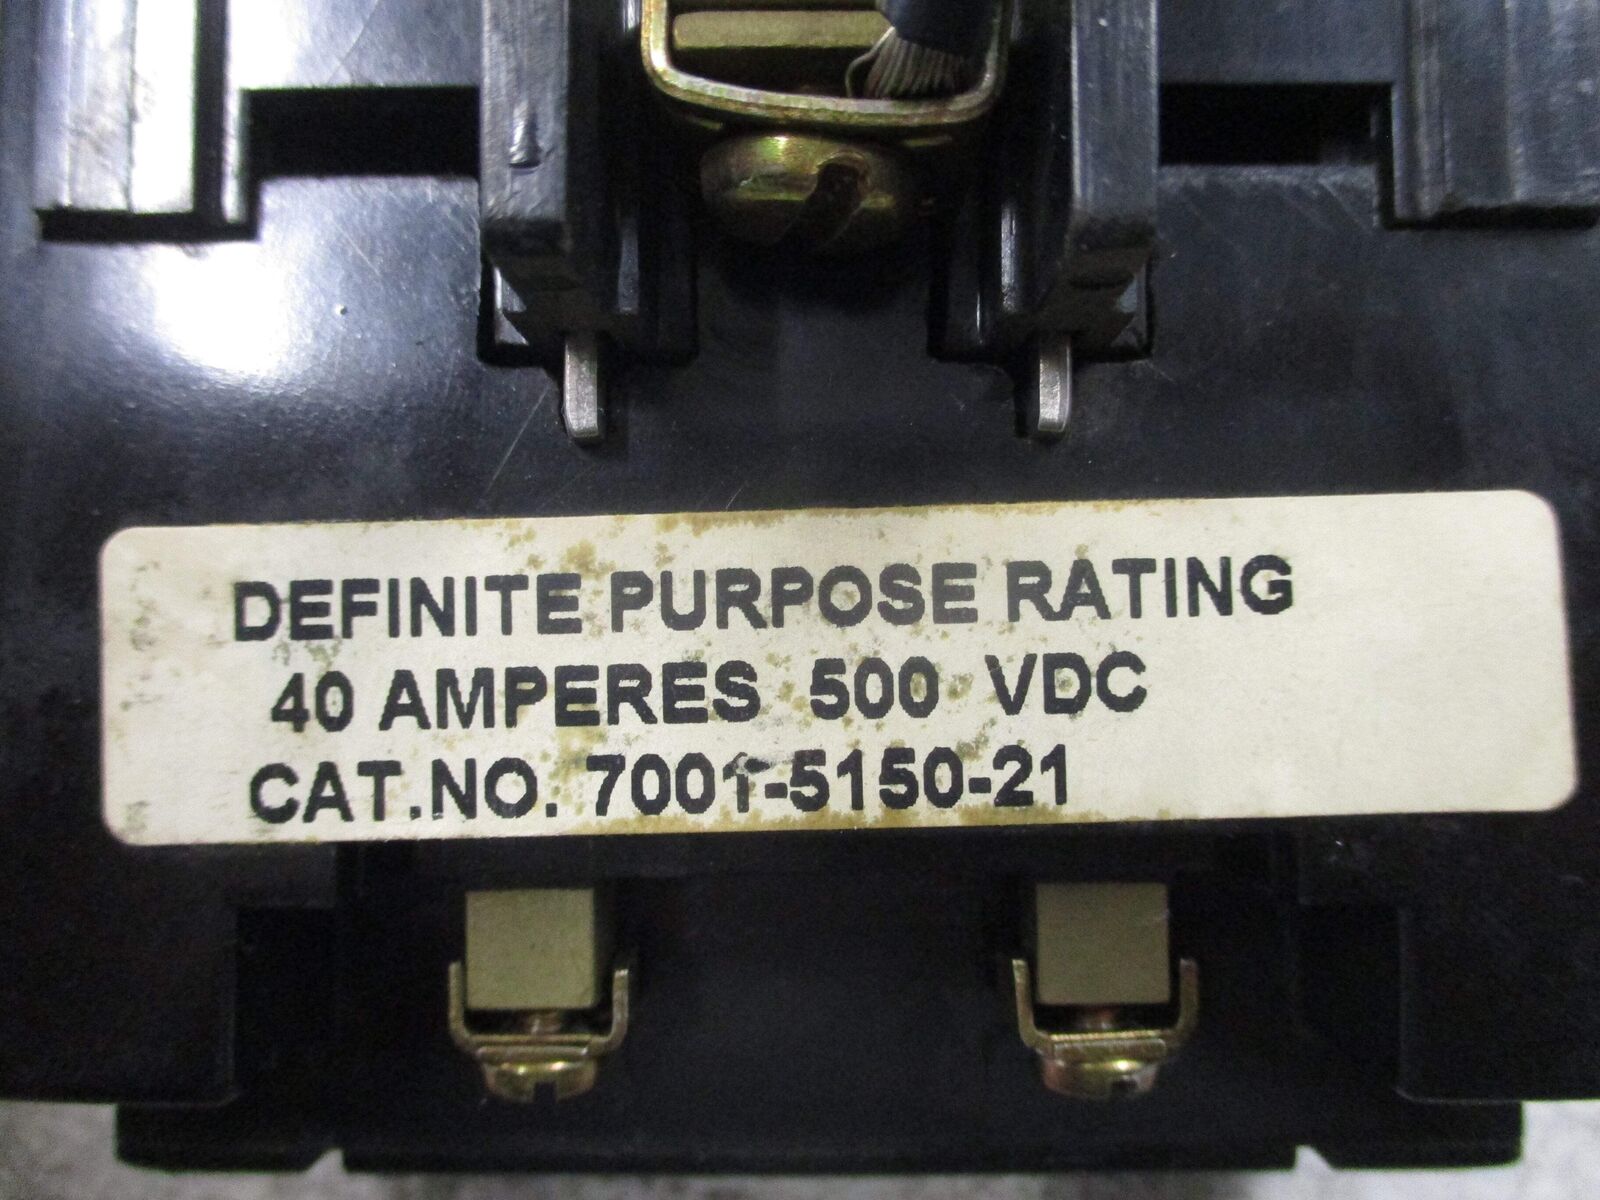 DEFINITE PURPOSE RATING
40 AMPERES 500 VDC
CAT.NO. 7001-5150-21